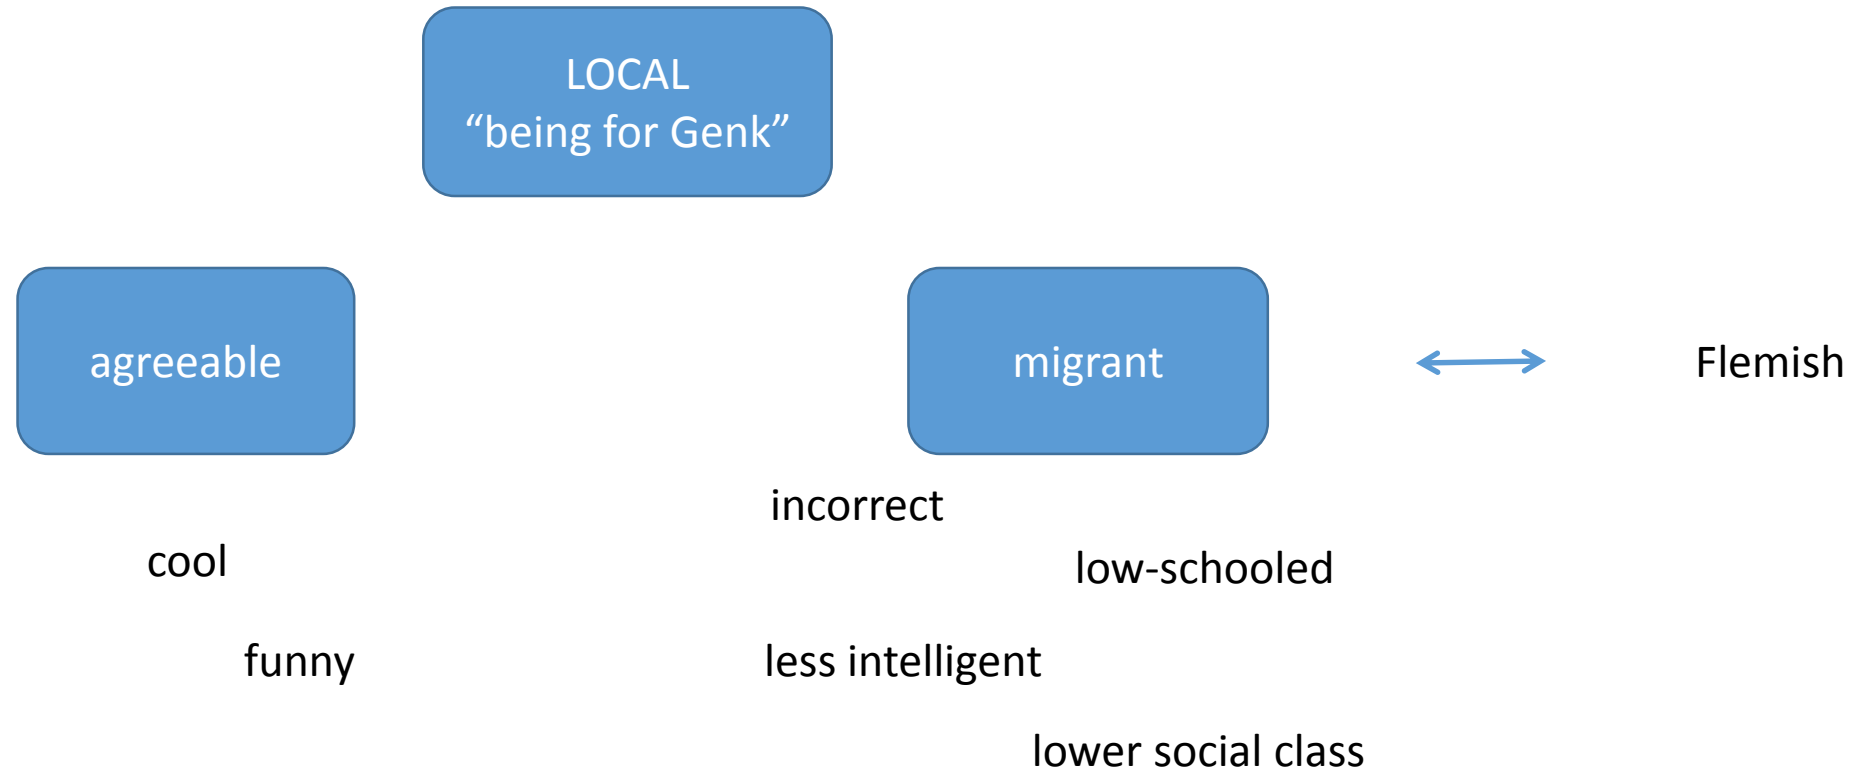 LOCAL
“being for Genk”
agreeable
migrant
Flemish
incorrect
cool
low-schooled
funny
less intelligent
lower social class